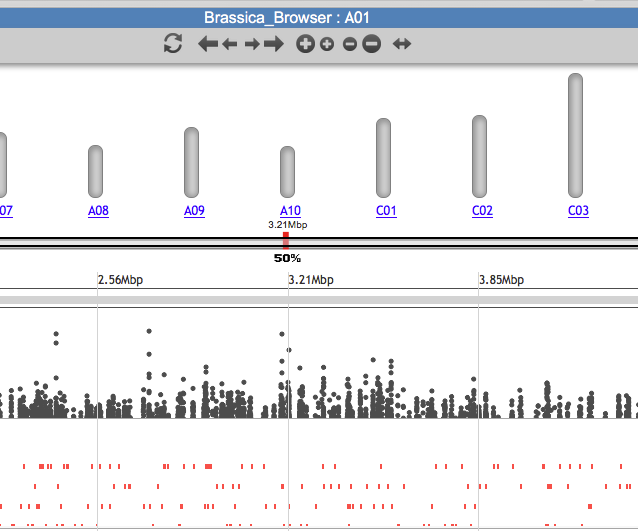 Brassica_Browser : A01
07 A08 A09 A10 C01 C02 C03
3.21Mbp
50%
2.56Mbp 3.21Mbp 3.85Mbp